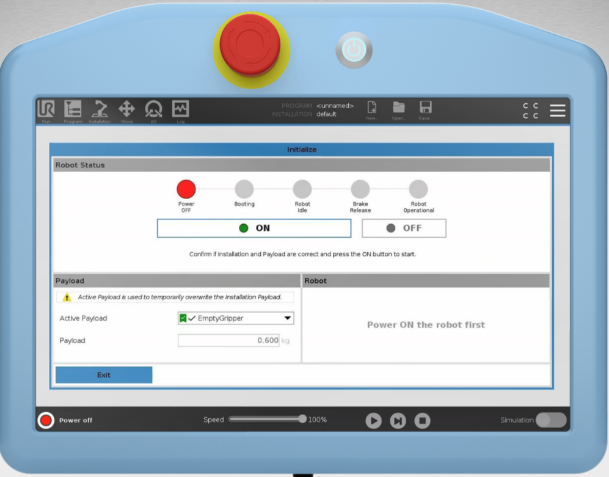 UR
PROGRAM <unnamed>
INSTALLATION default
Run Program Installation Move I/O Log
New... Open... Save...
C C
C C
Initialize
Robot Status
Power OFF
Booting
Robot Idle
Brake Release
Robot Operational
ON
OFF
Confirm if Installation and Payload are correct and press the ON button to start.
Payload
Robot
Active Payload is used to temporarily overwrite the Installation Payload.
Active Payload
EmptyGripper
Payload
0.600 kg
Power ON the robot first
Exit
Power off
Speed
100%
Simulation